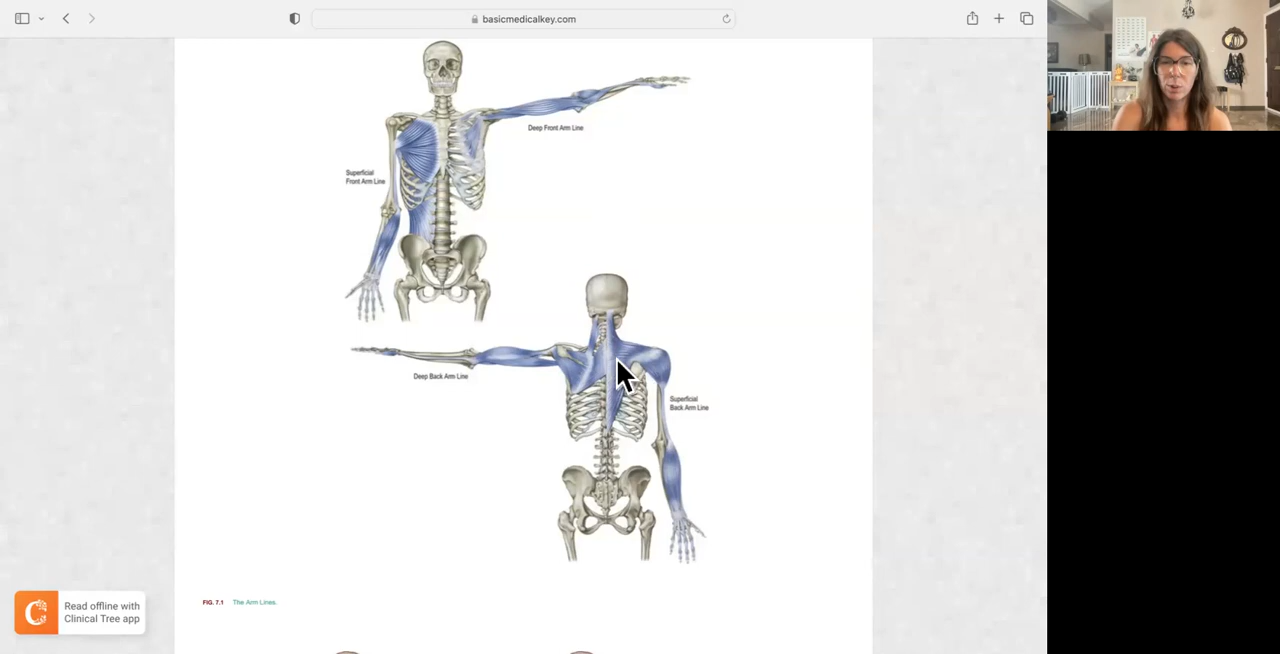 basicmedicalkey.com
Deep Front Arm Line
Superficial
Front Arm Line
Deep Back Arm Line
Superficial
Back Arm Line
Read offline with
Clinical Tree app
FIG. 7.1 The Arm Lines.